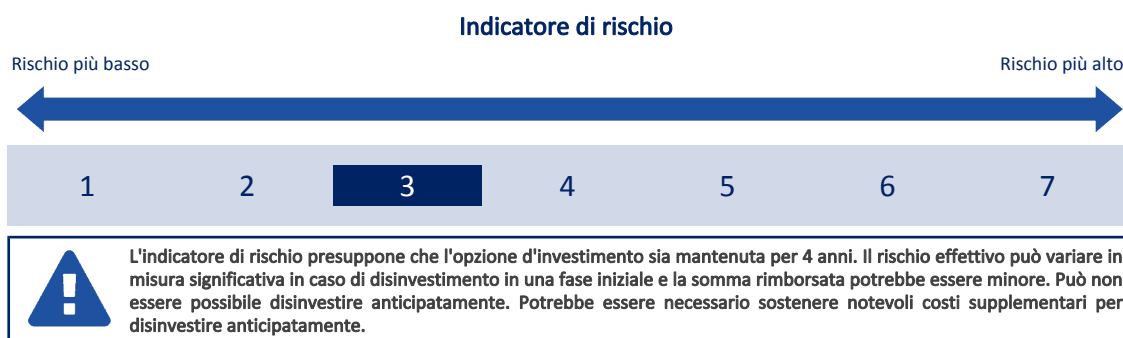 Indicatore di rischio
Rischio più basso
Rischio più alto
1 2 3 4 5 6 7
L'indicatore di rischio presuppone che l'opzione d'investimento sia mantenuta per 4 anni. Il rischio effettivo può variare in
misura significativa in caso di disinvestimento in una fase iniziale e la somma rimborsata potrebbe essere minore. Può non
essere possibile disinvestire anticipatamente. Potrebbe essere necessario sostenere notevoli costi supplementari per
disinvestire anticipatamente.